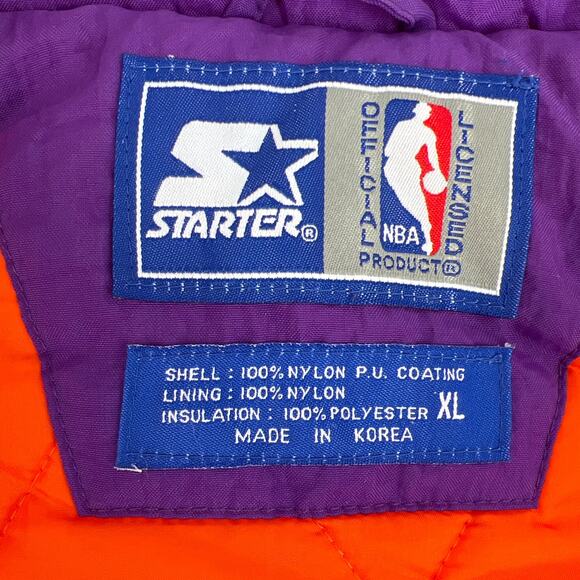 STARTER®
OFFICIAL
LICENSED
NBA
PRODUCT®
SHELL : 100% NYLON P.U. COATING
LINING : 100% NYLON
INSULATION : 100% POLYESTER XL
MADE IN KOREA